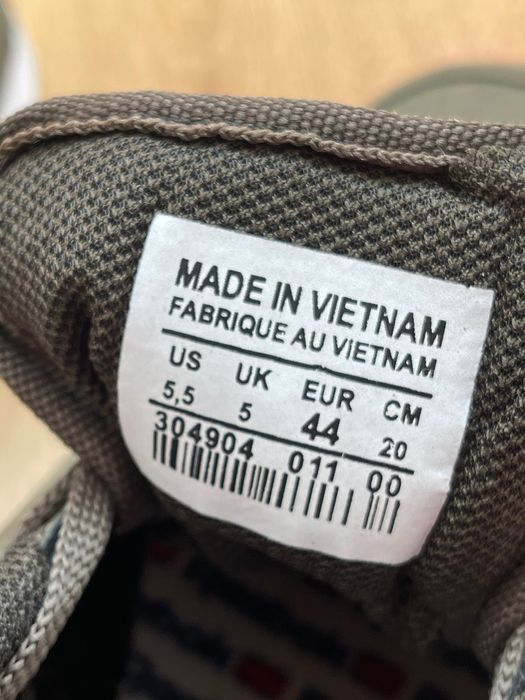 MADE IN VIETNAM
FABRIQUE AU VIETNAM
US UK EUR CM
5,5 5 44 20
304904 011 00